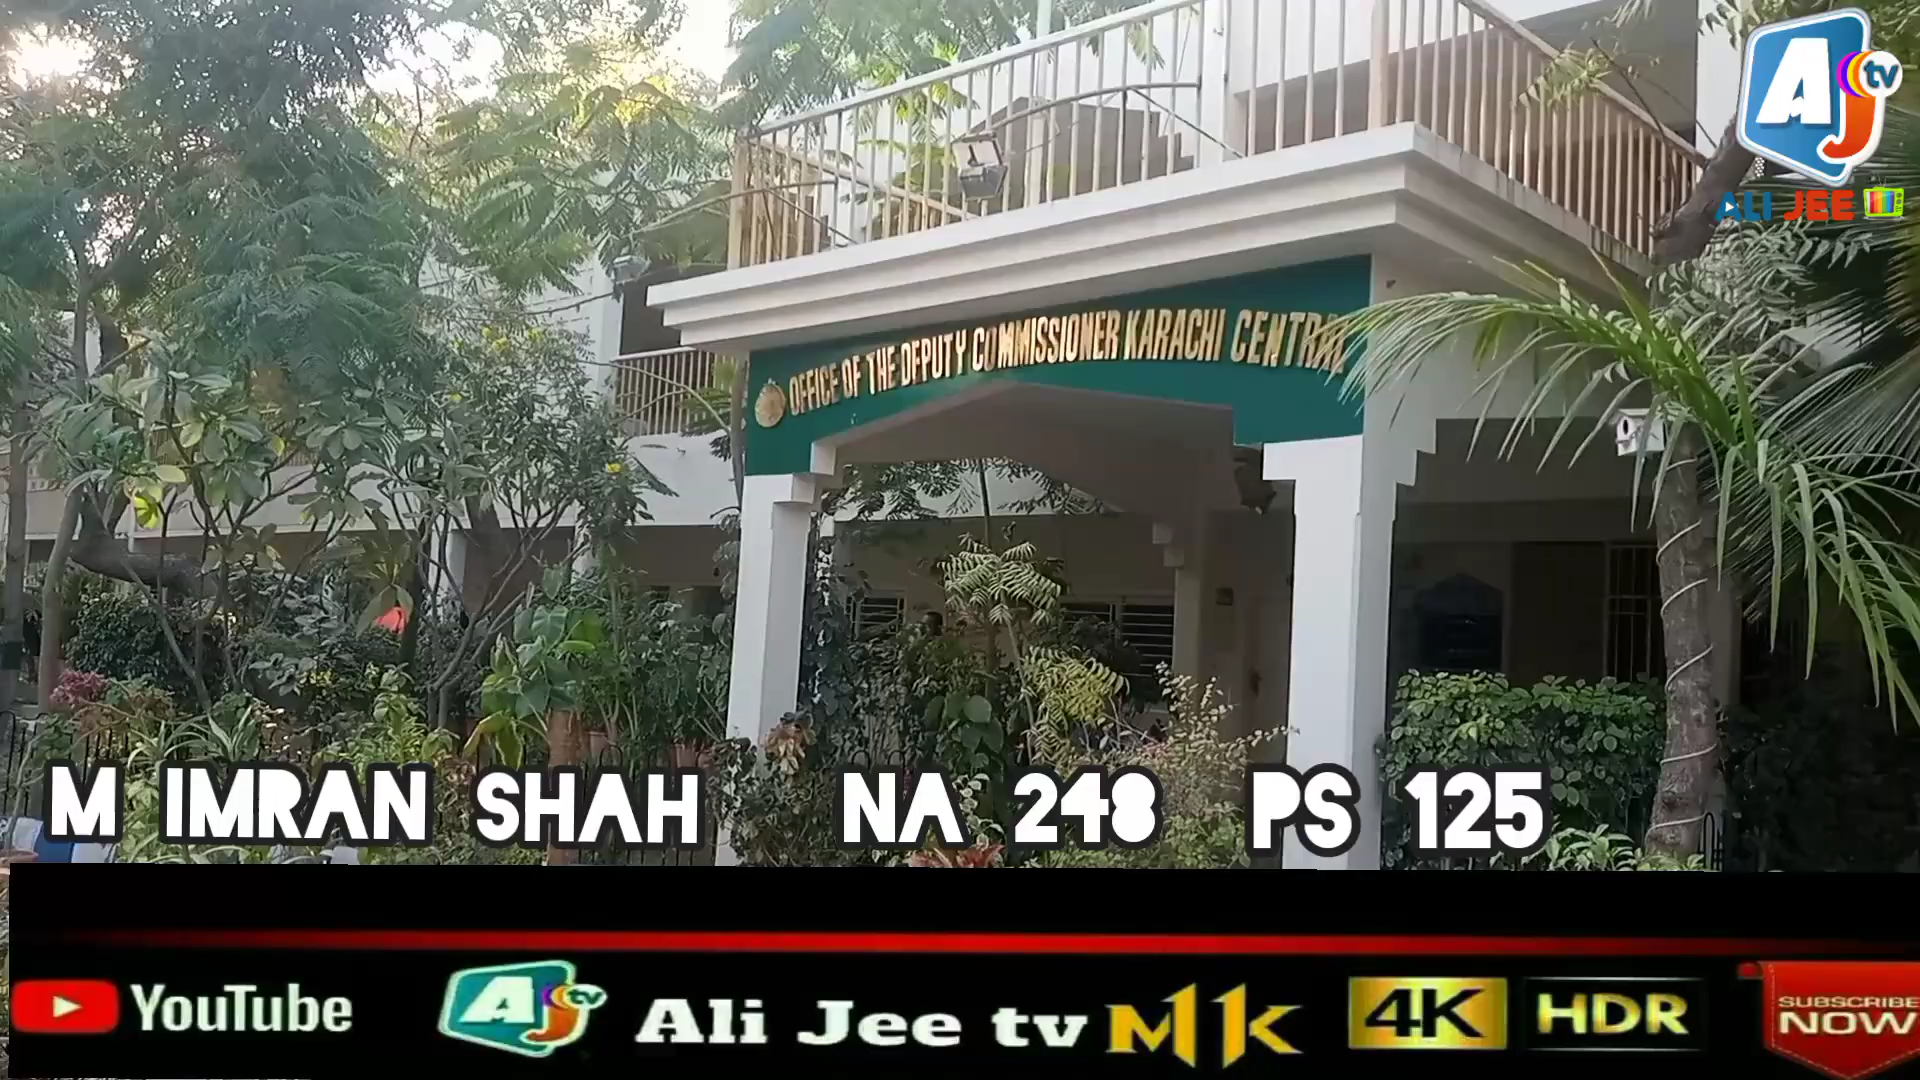 AJ tv
ALI JEE
OFFICE OF THE DEPUTY COMMISSIONER KARACHI CENTRAL
M IMRAN SHAH NA 248 PS 125
YouTube AJ tv Ali Jee tv MK 4K HDR SUBSCRIBE NOW